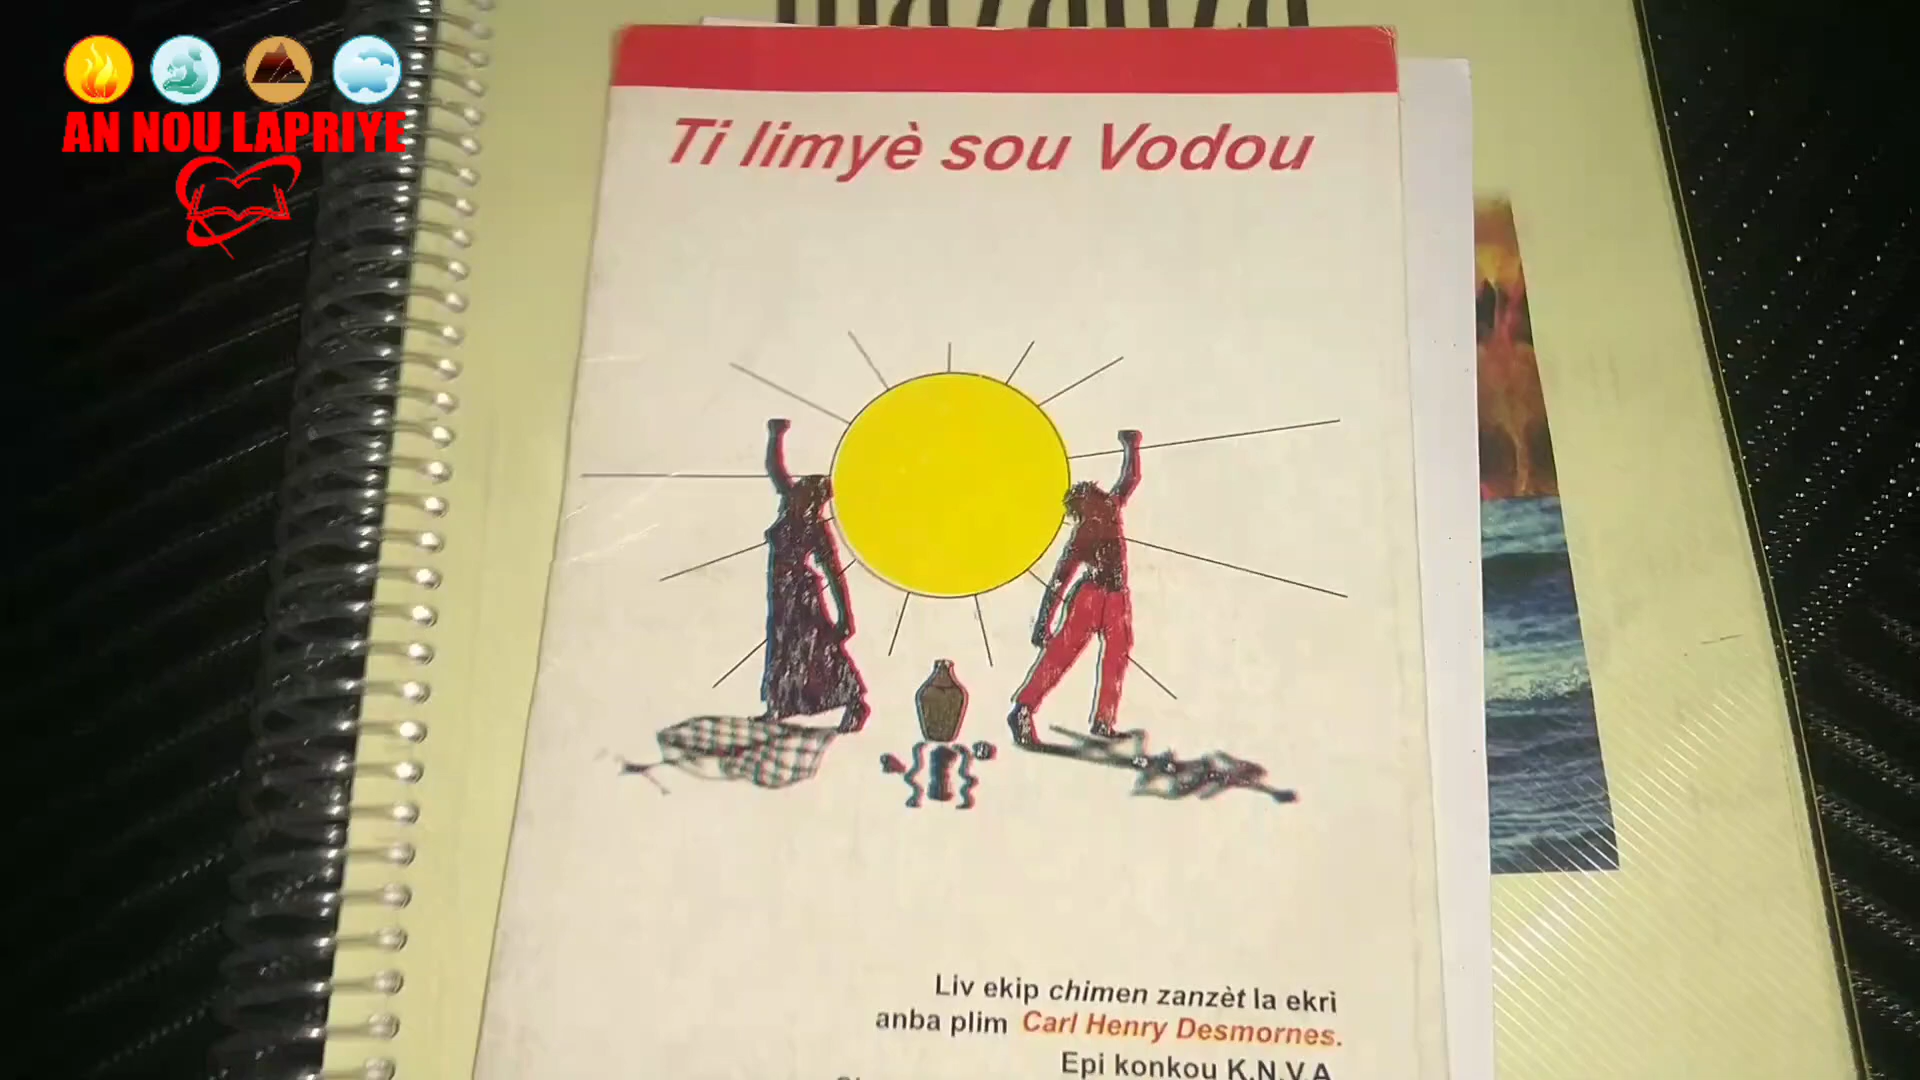 AN NOU LAPRIYE
Ti limyè sou Vodou
Liv ekip chimen zanzèt la ekri
anba plim Carl Henry Desmornes.
Epi konkou K.N.V.A